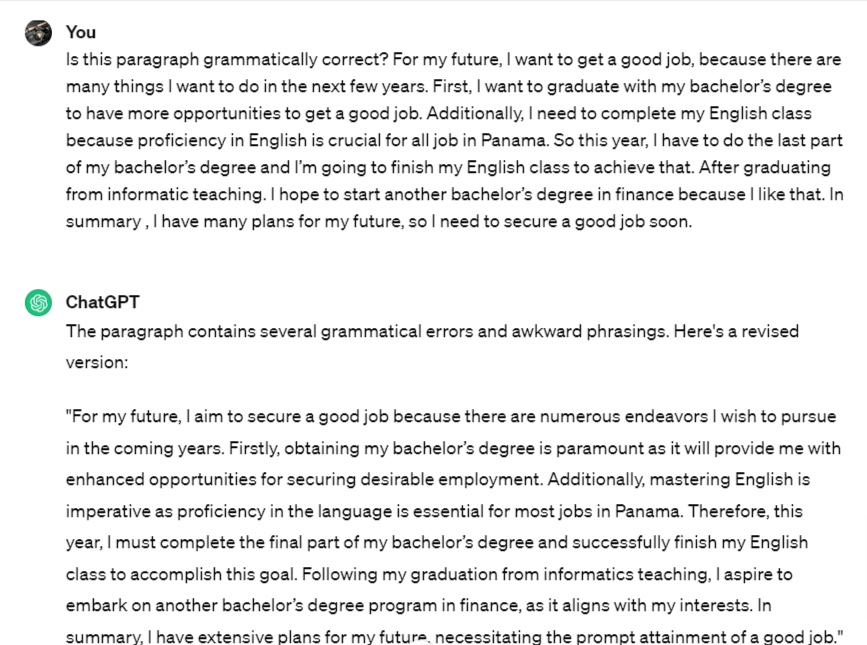 You
Is this paragraph grammatically correct? For my future, I want to get a good job, because there are
many things I want to do in the next few years. First, I want to graduate with my bachelor’s degree
to have more opportunities to get a good job. Additionally, I need to complete my English class
because proficiency in English is crucial for all job in Panama. So this year, I have to do the last part
of my bachelor’s degree and I’m going to finish my English class to achieve that. After graduating
from informatic teaching. I hope to start another bachelor’s degree in finance because I like that. In
summary , I have many plans for my future, so I need to secure a good job soon.
ChatGPT
The paragraph contains several grammatical errors and awkward phrasings. Here's a revised
version:
"For my future, I aim to secure a good job because there are numerous endeavors I wish to pursue
in the coming years. Firstly, obtaining my bachelor’s degree is paramount as it will provide me with
enhanced opportunities for securing desirable employment. Additionally, mastering English is
imperative as proficiency in the language is essential for most jobs in Panama. Therefore, this
year, I must complete the final part of my bachelor’s degree and successfully finish my English
class to accomplish this goal. Following my graduation from informatics teaching, I aspire to
embark on another bachelor’s degree program in finance, as it aligns with my interests. In
summary, I have extensive plans for my future, necessitating the prompt attainment of a good job."